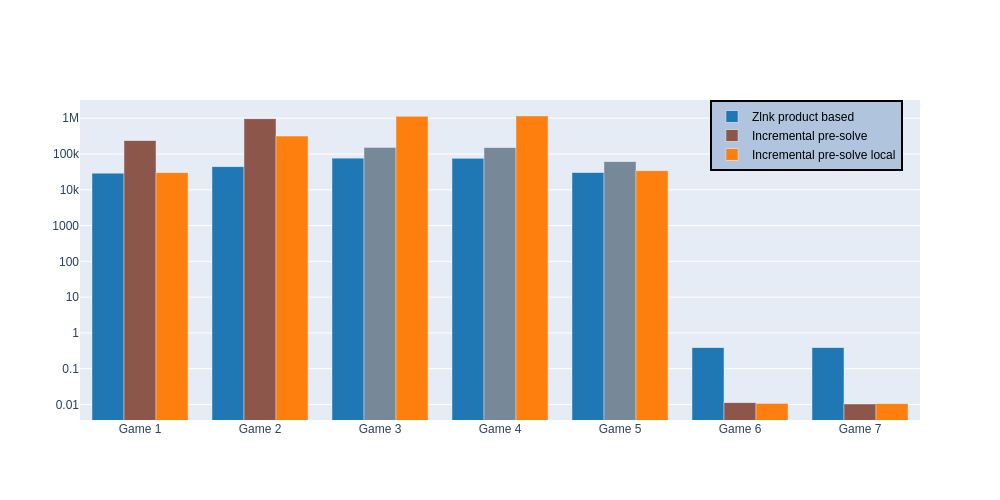 1M
100k
10k
1000
100
10
1
0.1
0.01
Zlnk product based
Incremental pre-solve
Incremental pre-solve local
Game 1
Game 2
Game 3
Game 4
Game 5
Game 6
Game 7